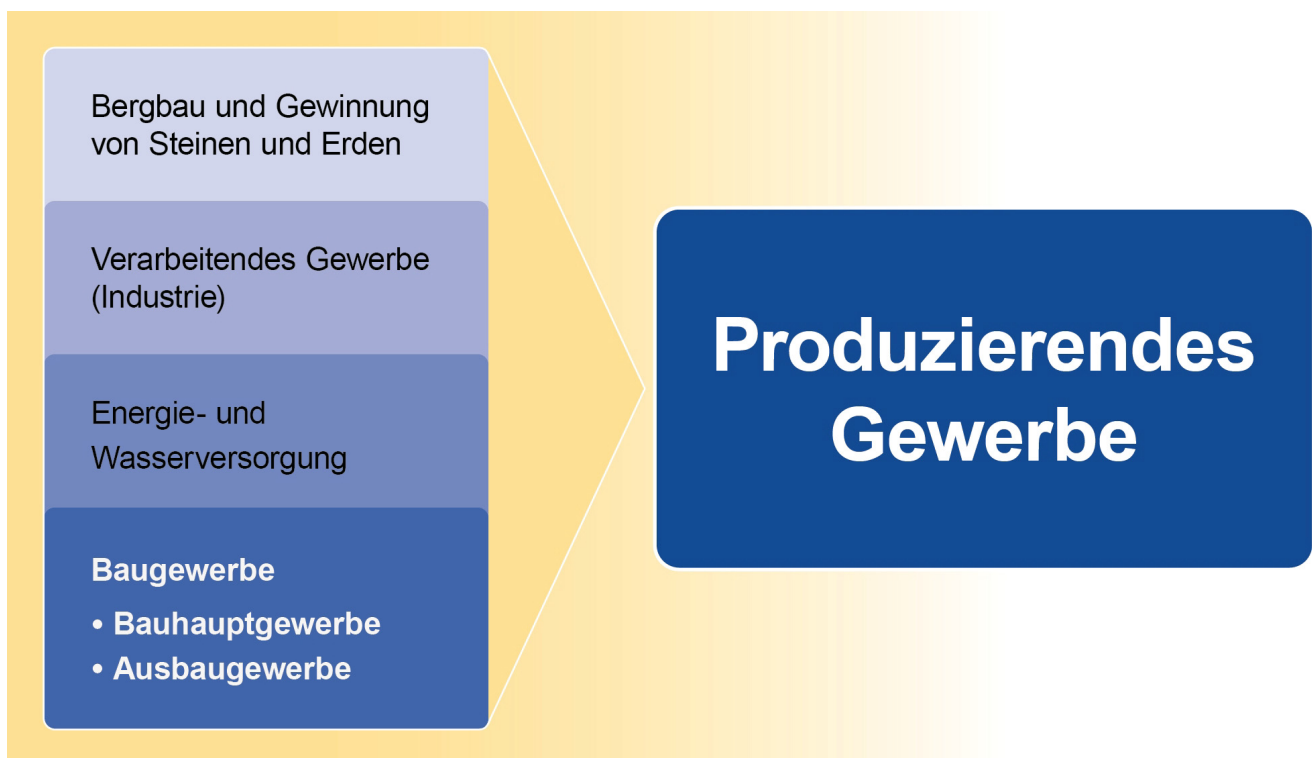 Bergbau und Gewinnung
von Steinen und Erden
Verarbeitendes Gewerbe
(Industrie)
Energie- und
Wasserversorgung
Baugewerbe
• Bauhauptgewerbe
• Ausbaugewerbe
Produzierendes
Gewerbe